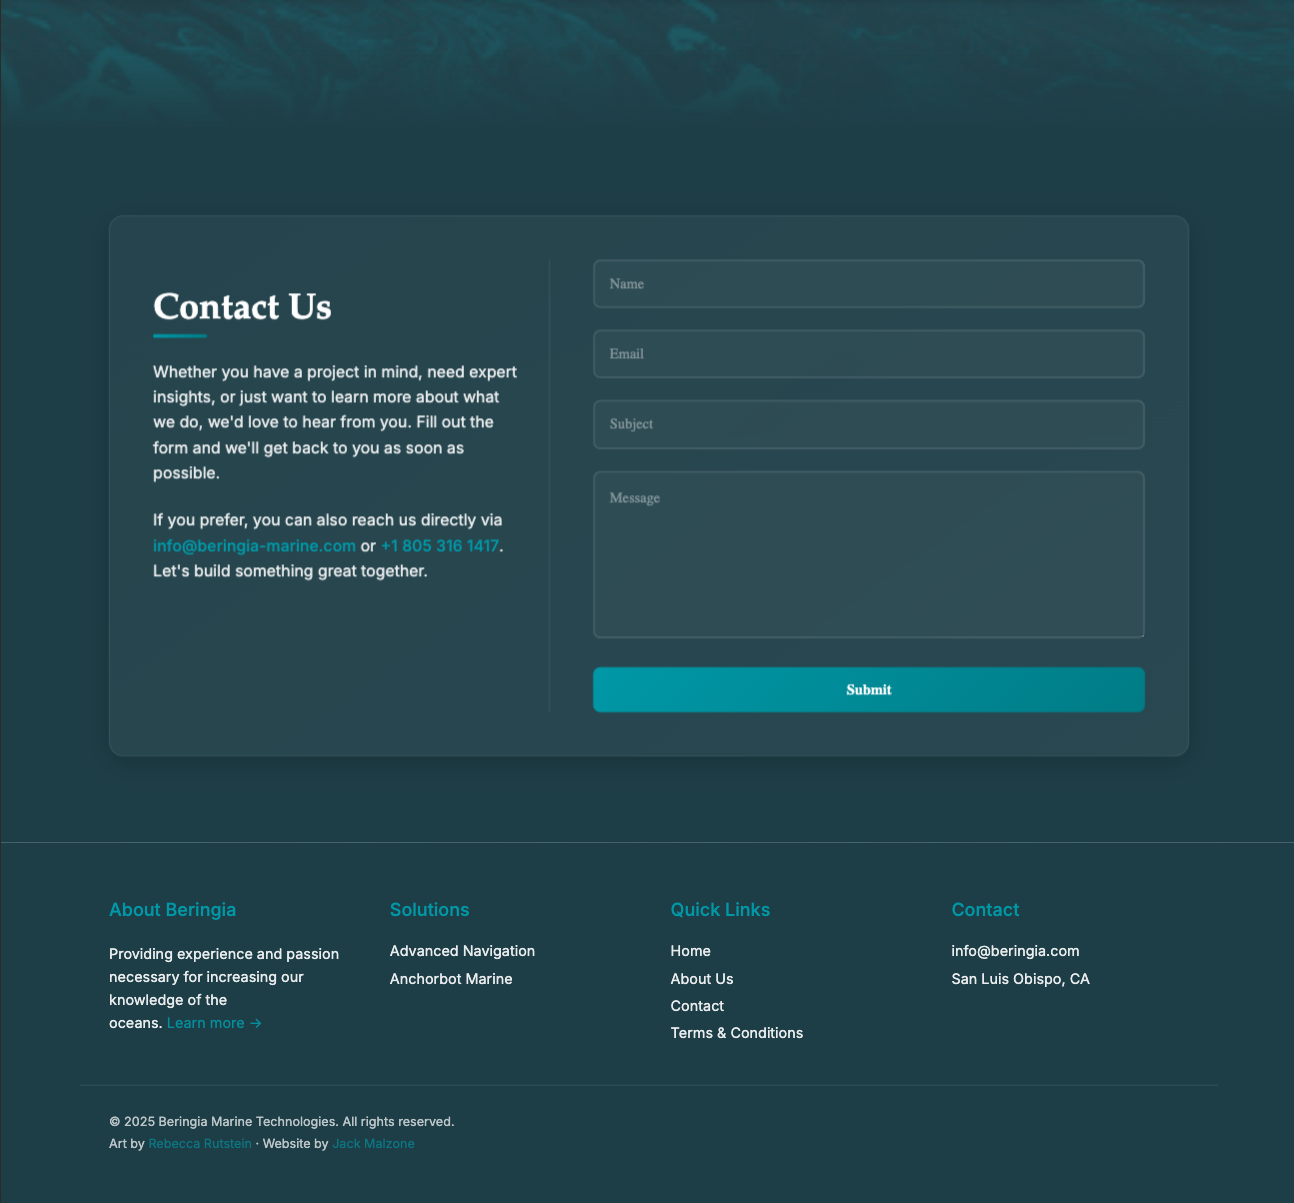 Contact Us
Whether you have a project in mind, need expert
insights, or just want to learn more about what
we do, we'd love to hear from you. Fill out the
form and we'll get back to you as soon as
possible.
If you prefer, you can also reach us directly via
info@beringia-marine.com or +1 805 316 1417.
Let's build something great together.
Name
Email
Subject
Message
Submit
About Beringia
Providing experience and passion
necessary for increasing our
knowledge of the
oceans. Learn more →
Solutions
Advanced Navigation
Anchorbot Marine
Quick Links
Home
About Us
Contact
Terms & Conditions
Contact
info@beringia.com
San Luis Obispo, CA
© 2025 Beringia Marine Technologies. All rights reserved.
Art by Rebecca Rutstein · Website by Jack Malzone